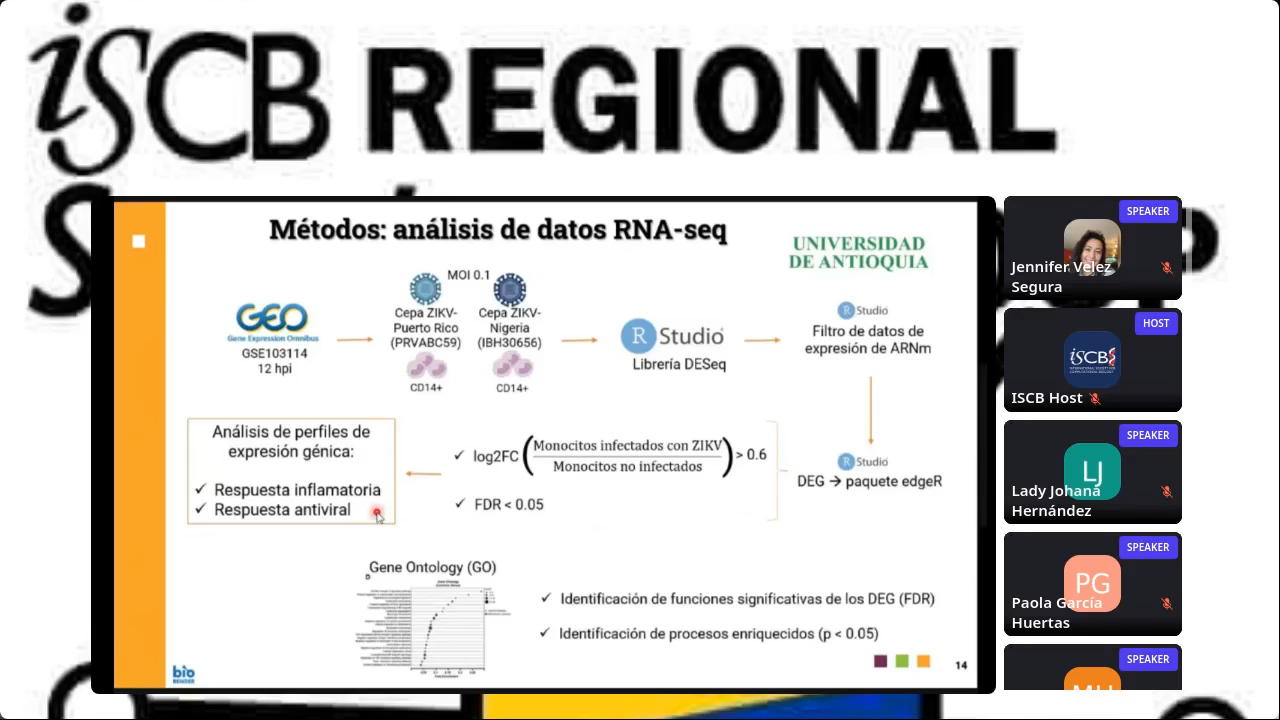 iSCB REGIONAL
Métodos: análisis de datos RNA-seq
UNIVERSIDAD
DE ANTIOQUIA
MOI 0.1
GEO
Gene Expression Omnibus
GSE103114
12 hpi
Cepa ZIKV-
Puerto Rico
(PRVABC59)
CD14+
Cepa ZIKV-
Nigeria
(IBH30656)
CD14+
R Studio
Librería DESeq
R Studio
Filtro de datos de
expresión de ARNm
R Studio
DEG → paquete edgeR
✓ log2FC (Monocitos infectados con ZIKV / Monocitos no infectados) > 0.6
✓ FDR < 0.05
Análisis de perfiles de
expresión génica:
✓ Respuesta inflamatoria
✓ Respuesta antiviral
Gene Ontology (GO)
✓ Identificación de funciones significativas de los DEG (FDR)
✓ Identificación de procesos enriquecidos (p < 0.05)
bio
14
SPEAKER
Jennifer Velez
Segura
HOST
iSCB
ISCB Host
SPEAKER
LJ
Lady Johana
Hernández
SPEAKER
PG
Paola García
Huertas
SPEAKER